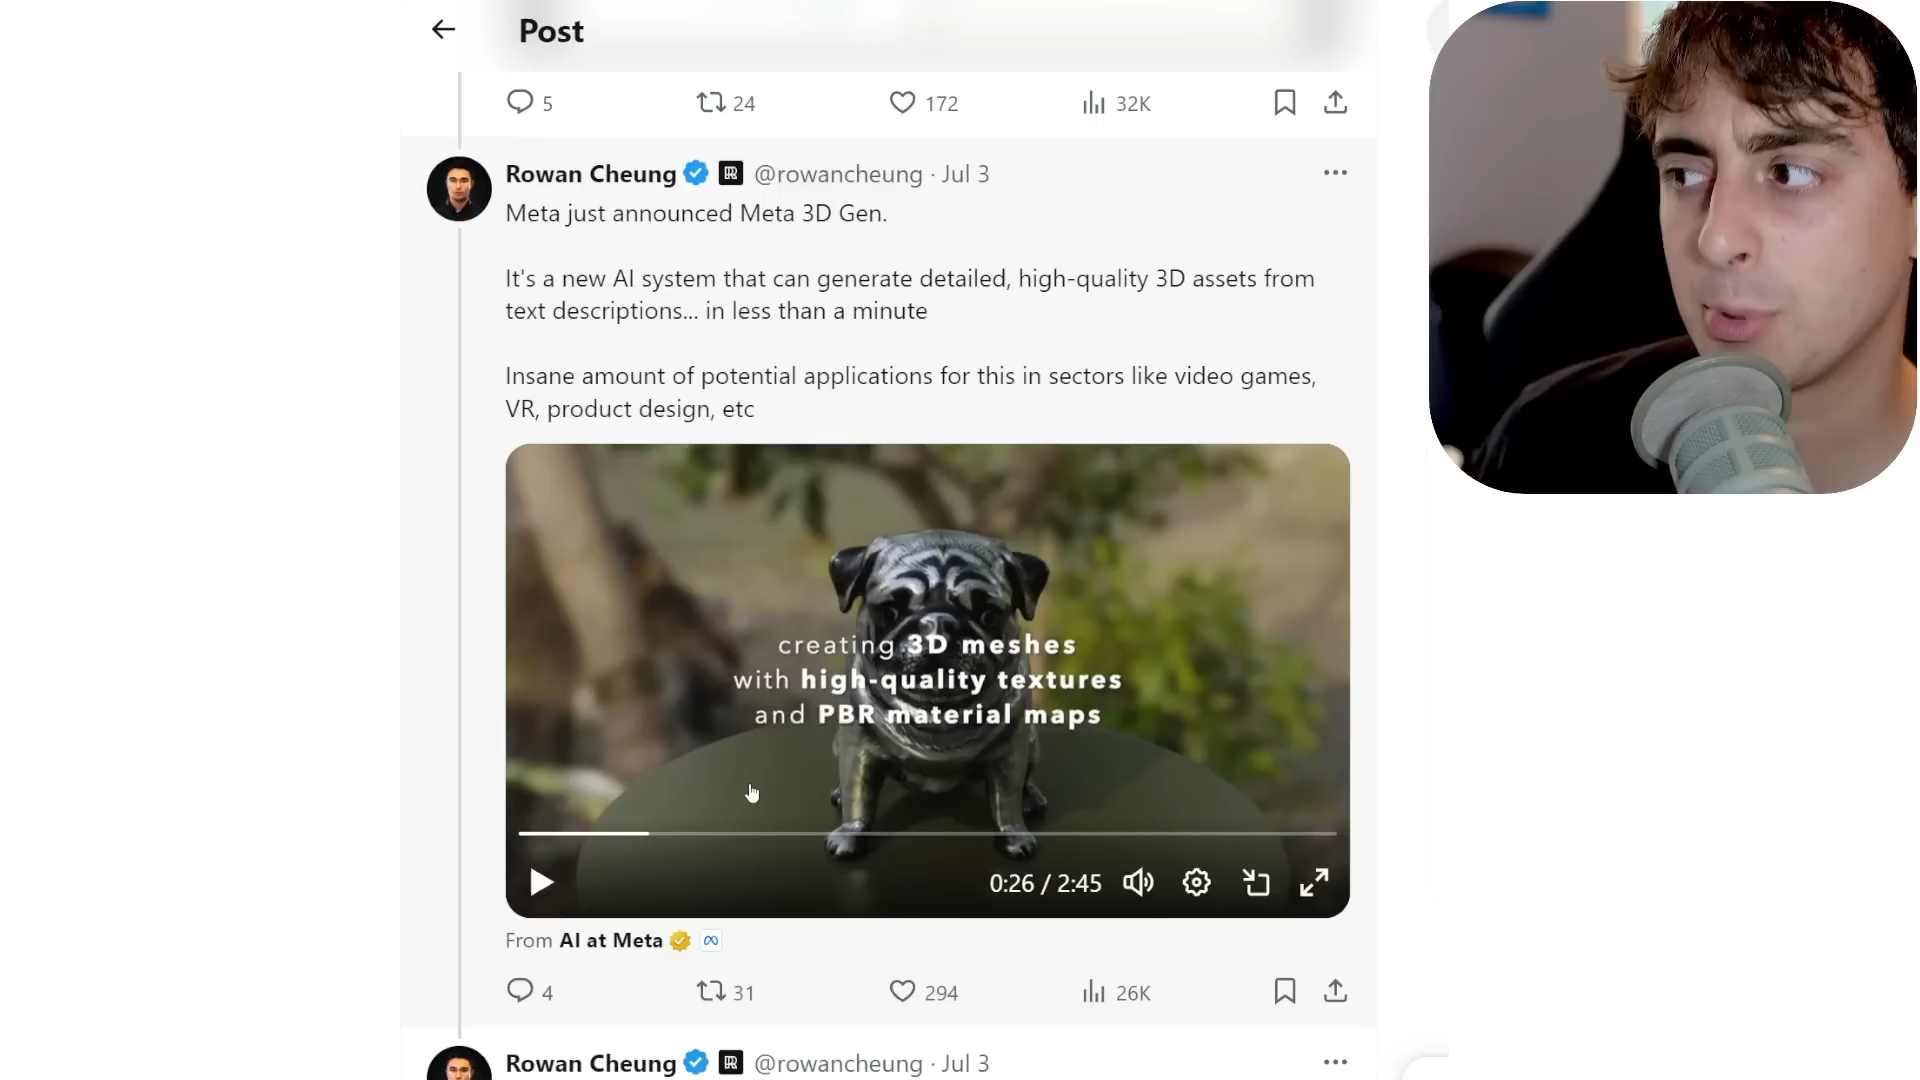 Post
5 24 172 32K
Rowan Cheung @rowancheung · Jul 3
Meta just announced Meta 3D Gen.
It's a new AI system that can generate detailed, high-quality 3D assets from
text descriptions... in less than a minute
Insane amount of potential applications for this in sectors like video games,
VR, product design, etc
creating 3D meshes
with high-quality textures
and PBR material maps
0:26 / 2:45
From AI at Meta
4 31 294 26K
Rowan Cheung @rowancheung · Jul 3